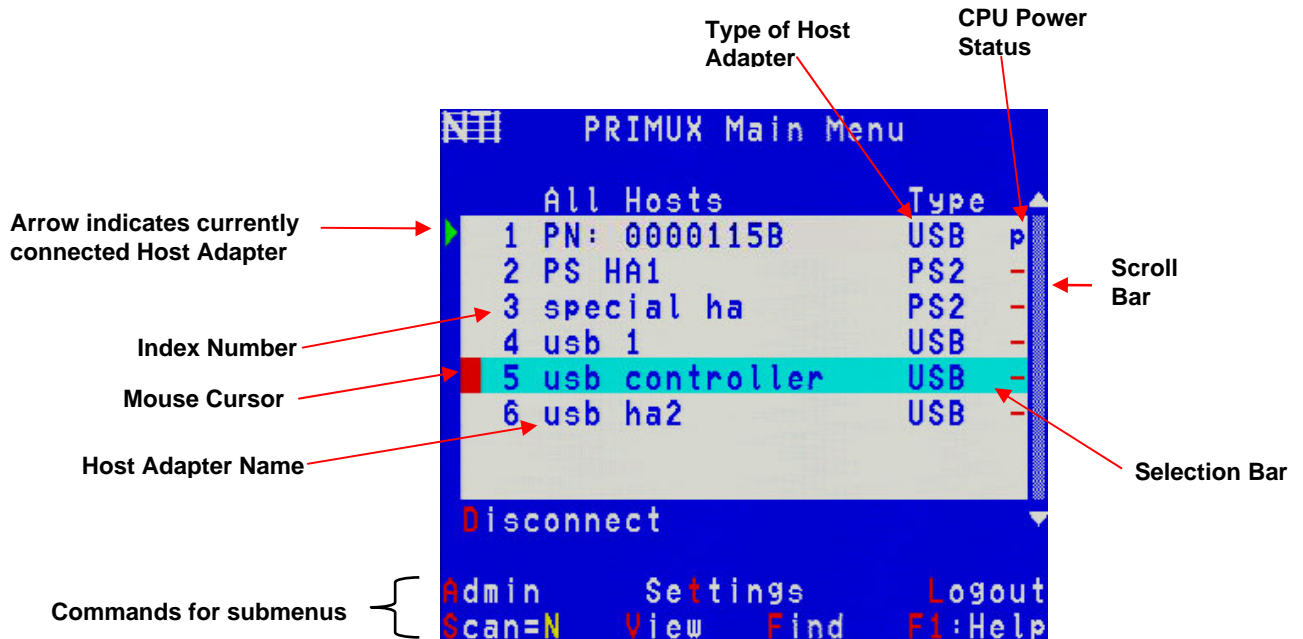 Type of Host
Adapter
CPU Power
Status
NTI PRIMUX Main Menu
All Hosts Type
Arrow indicates currently
connected Host Adapter
1 PN: 0000115B USB p
2 PS HA1 PS2 -
3 special ha PS2 -
4 usb 1 USB -
5 usb controller USB -
6 usb ha2 USB -
Scroll
Bar
Index Number
Mouse Cursor
Host Adapter Name
Selection Bar
Disconnect
Commands for submenus
Admin Settings Logout
Scan=N View Find F1:Help